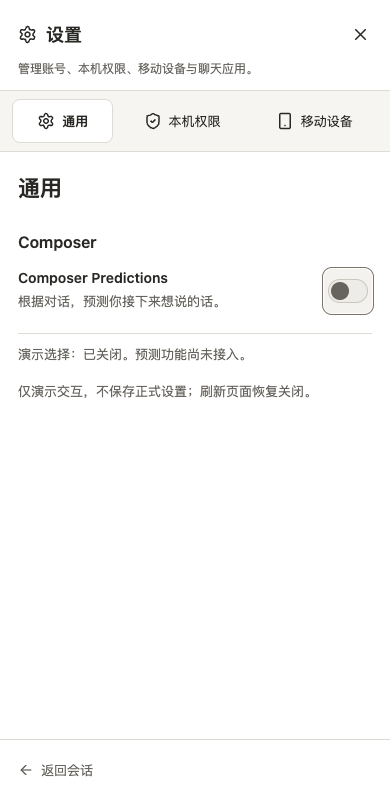 设置
管理账号、本机权限、移动设备与聊天应用。
通用
本机权限
移动设备
通用
Composer
Composer Predictions
根据对话，预测你接下来想说的话。
演示选择：已关闭。预测功能尚未接入。
仅演示交互，不保存正式设置；刷新页面恢复关闭。
返回会话